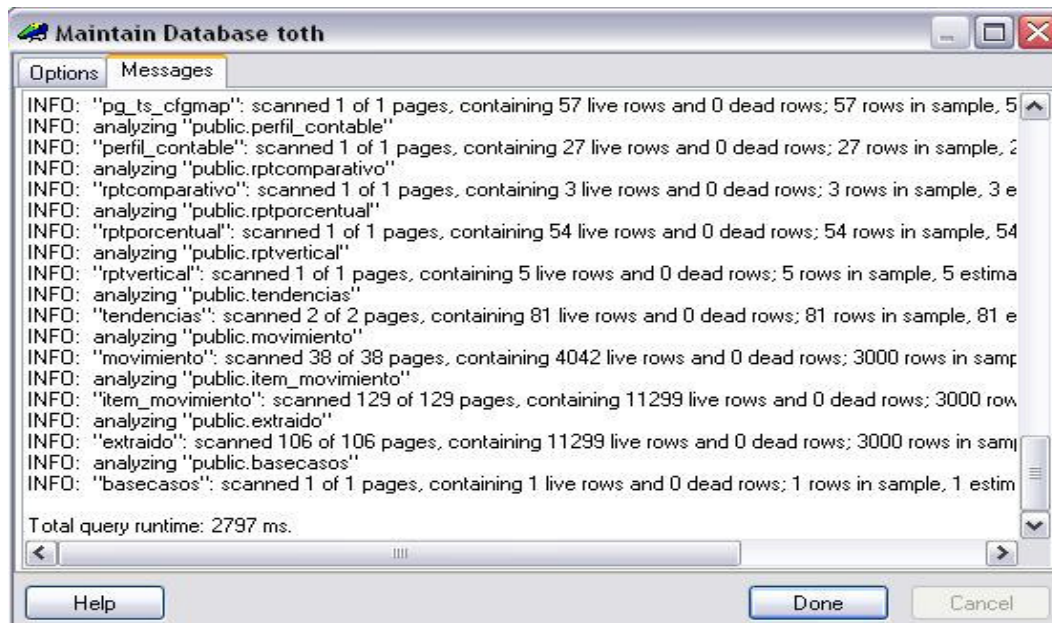 Maintain Database toth
Options Messages
INFO: "pg_ts_cfgmap": scanned 1 of 1 pages, containing 57 live rows and 0 dead rows; 57 rows in sample, 5
INFO: analyzing "public.perfil_contable"
INFO: "perfil_contable": scanned 1 of 1 pages, containing 27 live rows and 0 dead rows; 27 rows in sample, 2
INFO: analyzing "public.rptcomparativo"
INFO: "rptcomparativo": scanned 1 of 1 pages, containing 3 live rows and 0 dead rows; 3 rows in sample, 3 e
INFO: analyzing "public.rptporcentual"
INFO: "rptporcentual": scanned 1 of 1 pages, containing 54 live rows and 0 dead rows; 54 rows in sample, 54
INFO: analyzing "public.rptvertical"
INFO: "rptvertical": scanned 1 of 1 pages, containing 5 live rows and 0 dead rows; 5 rows in sample, 5 estima
INFO: analyzing "public.tendencias"
INFO: "tendencias": scanned 2 of 2 pages, containing 81 live rows and 0 dead rows; 81 rows in sample, 81 e
INFO: analyzing "public.movimiento"
INFO: "movimiento": scanned 38 of 38 pages, containing 4042 live rows and 0 dead rows; 3000 rows in samp
INFO: analyzing "public.item_movimiento"
INFO: "item_movimiento": scanned 129 of 129 pages, containing 11299 live rows and 0 dead rows; 3000 row
INFO: analyzing "public.extraido"
INFO: "extraido": scanned 106 of 106 pages, containing 11299 live rows and 0 dead rows; 3000 rows in samp
INFO: analyzing "public.basecasos"
INFO: "basecasos": scanned 1 of 1 pages, containing 1 live rows and 0 dead rows; 1 rows in sample, 1 estim
Total query runtime: 2797 ms.
Help Done Cancel